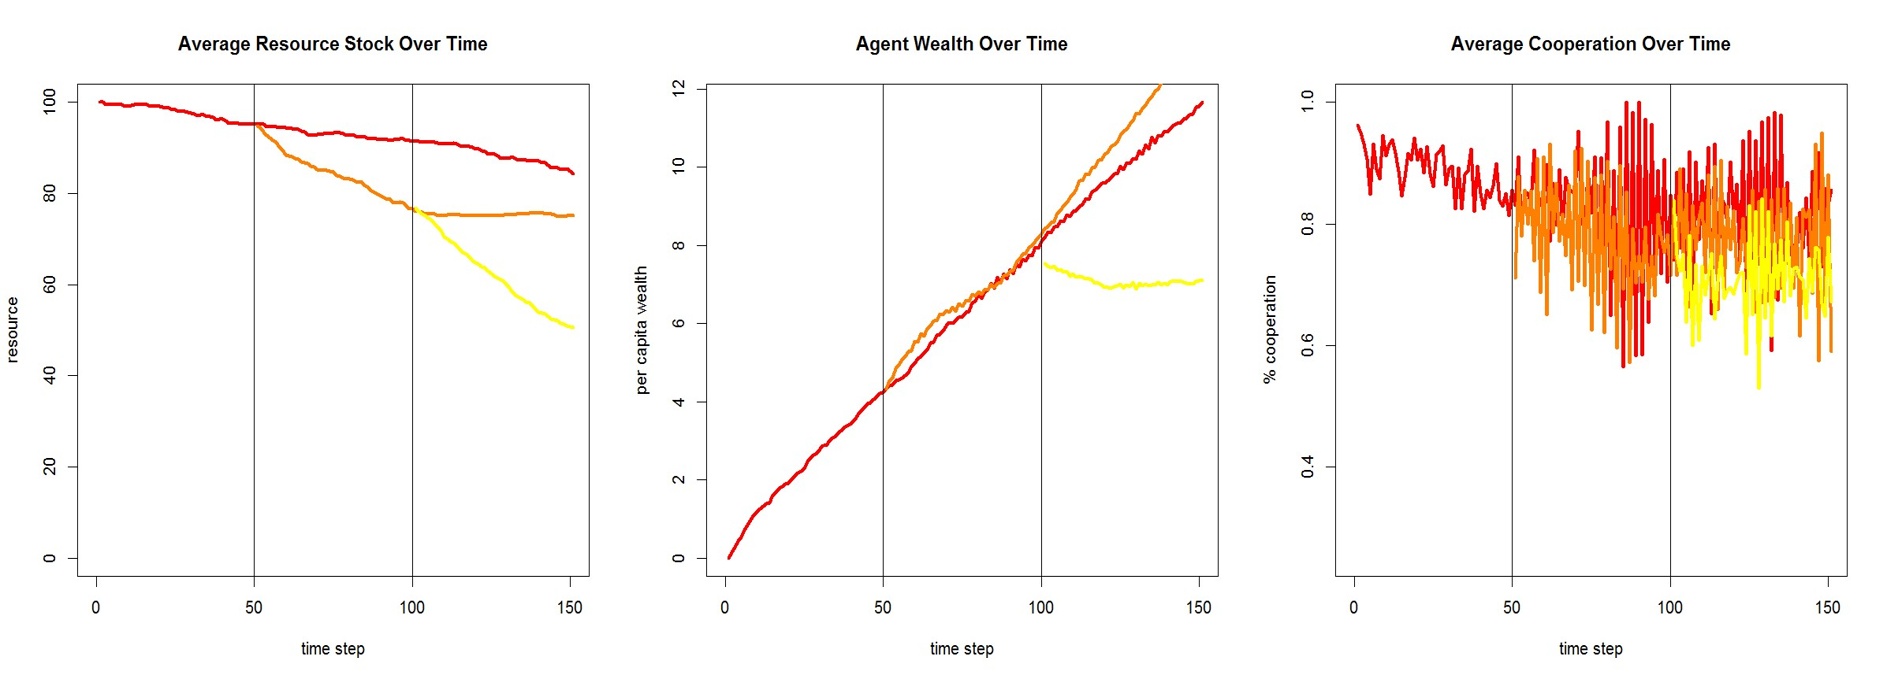 Average Resource Stock Over Time
resource
100
80
60
40
20
0
0 50 100 150
time step
Agent Wealth Over Time
per capita wealth
12
10
8
6
4
2
0
0 50 100 150
time step
Average Cooperation Over Time
% cooperation
1.0
0.8
0.6
0.4
0 50 100 150
time step